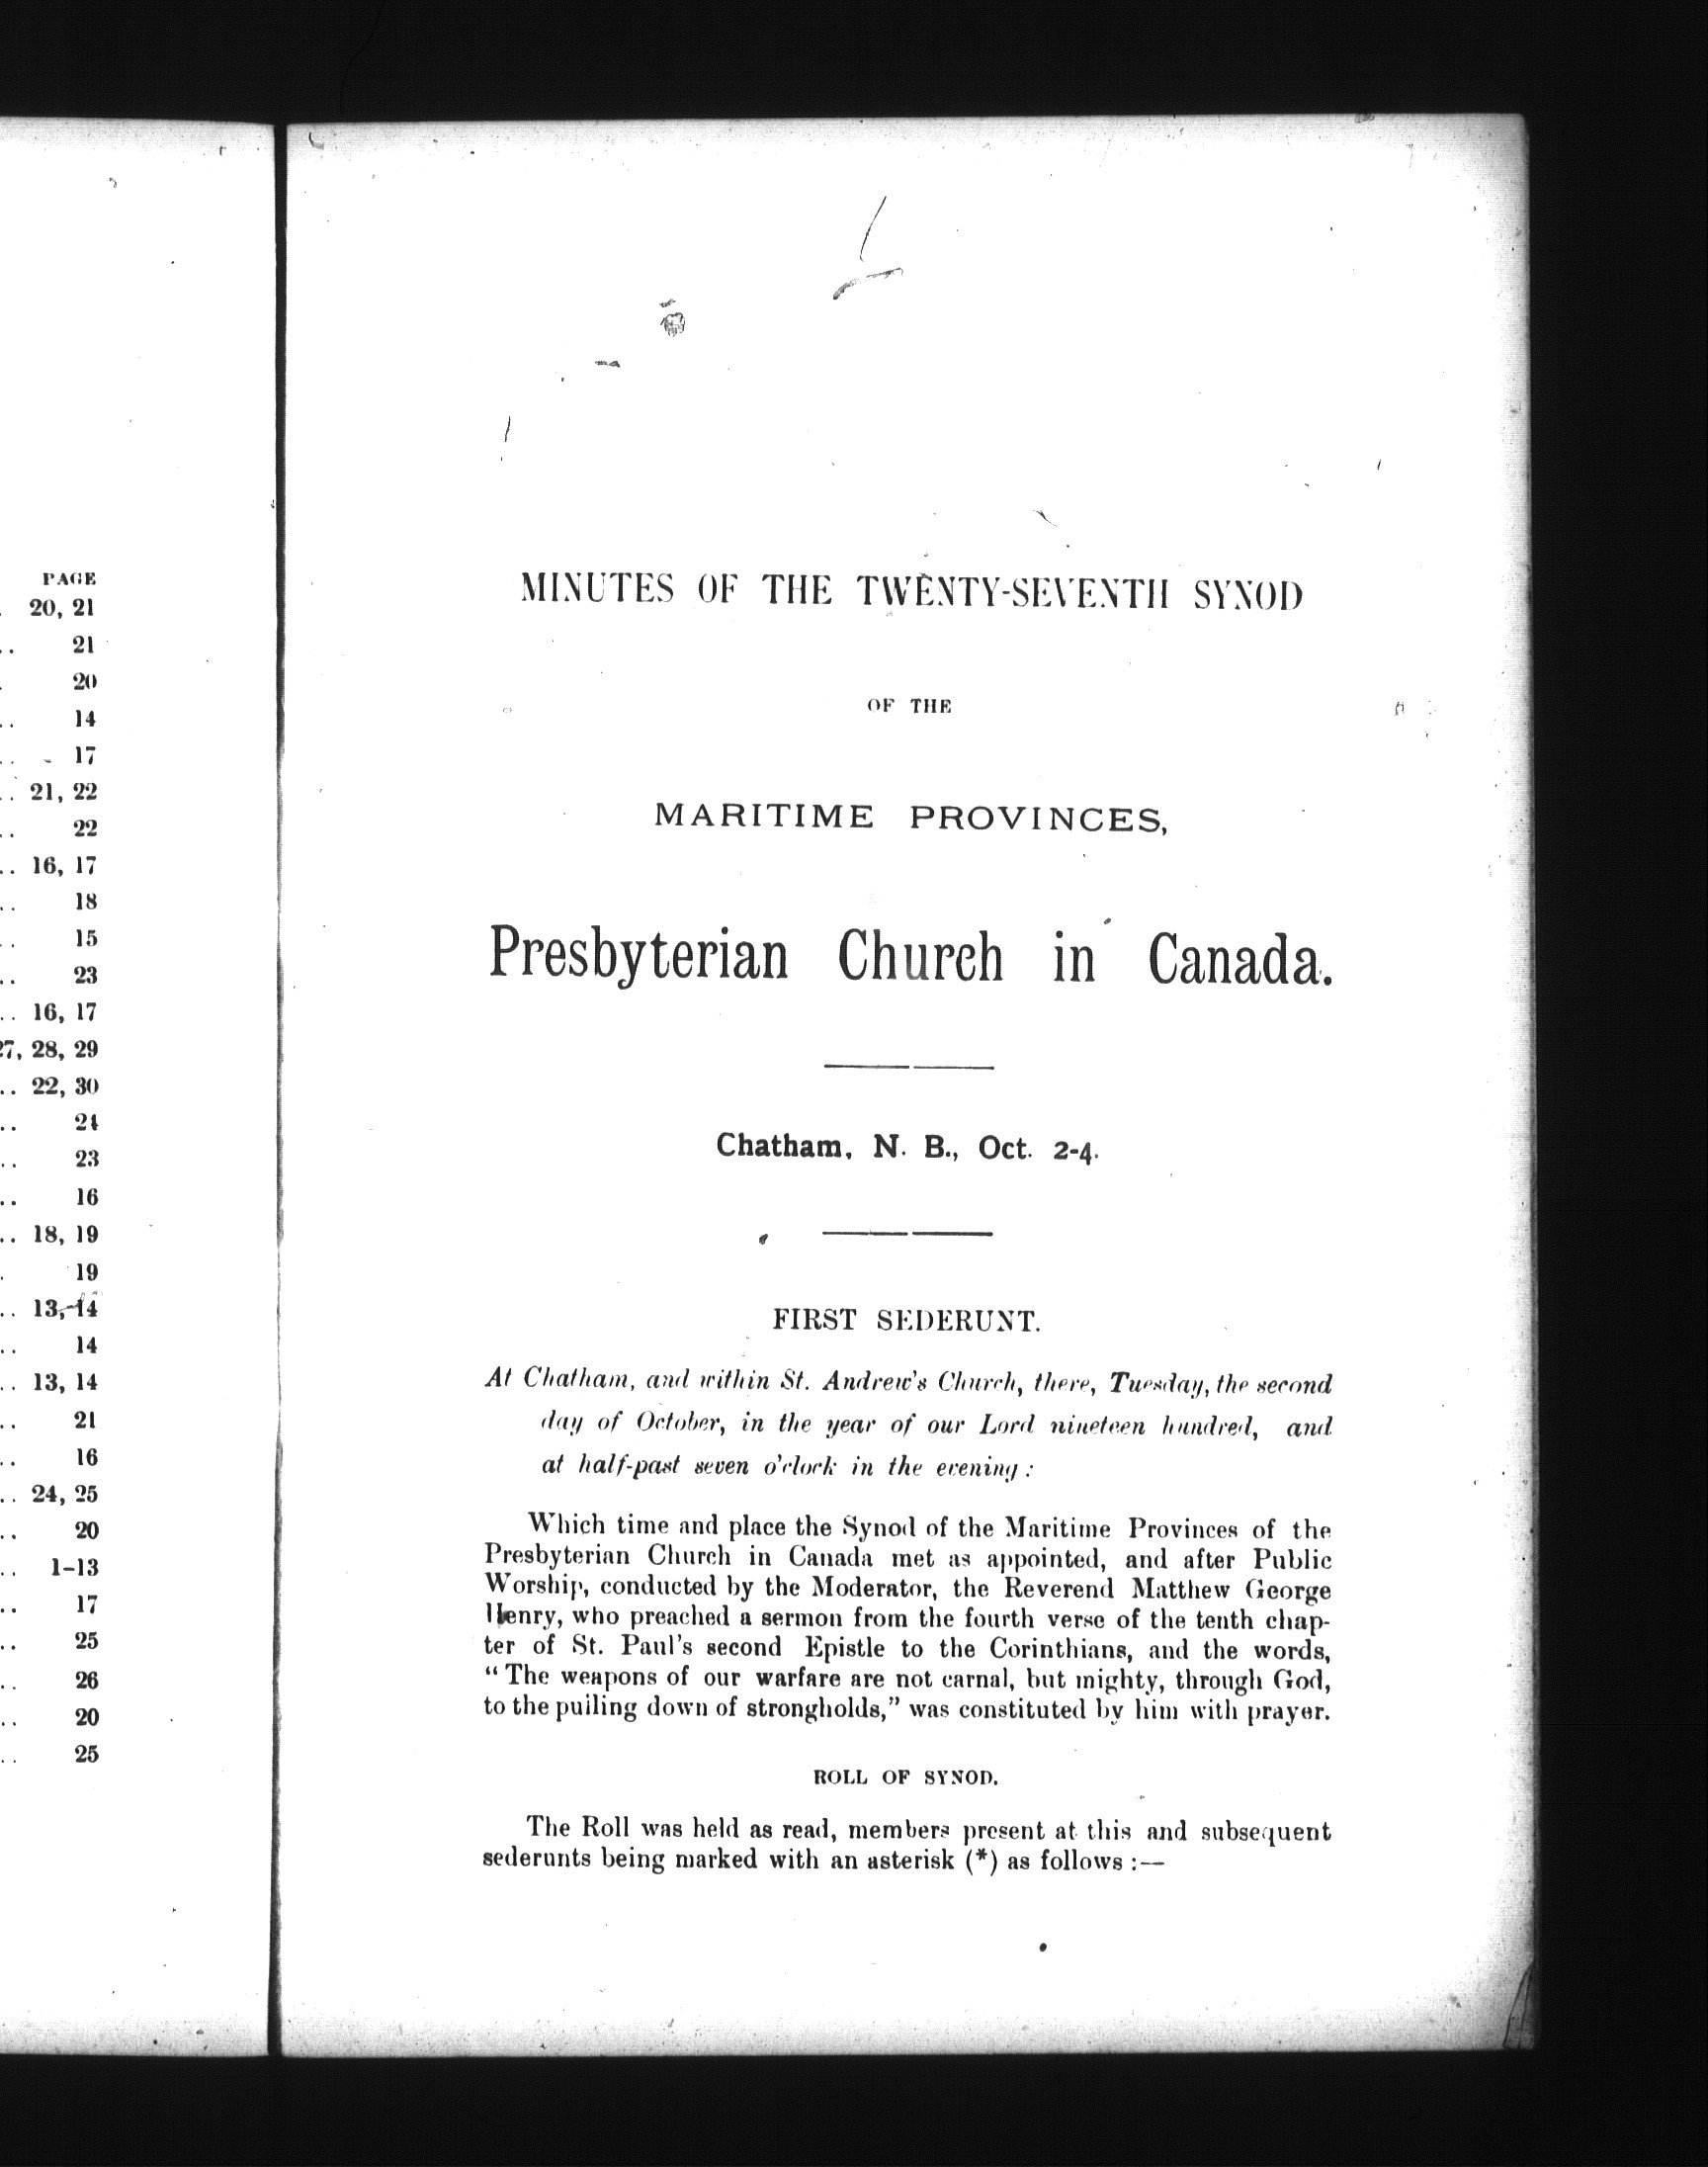 PAGE
. 20, 21
.. 21
. 20
.. 14
.. 17
.. 21, 22
.. 22
.. 16, 17
.. 18
.. 15
.. 23
.. 16, 17
27, 28, 29
.. 22, 30
.. 24
.. 23
.. 16
.. 18, 19
. 19
.. 13, 14
.. 14
.. 13, 14
.. 21
.. 16
.. 24, 25
.. 20
.. 1-13
.. 17
.. 25
.. 26
.. 20
.. 25
MINUTES OF THE TWENTY-SEVENTH SYNOD
OF THE
MARITIME PROVINCES,
Presbyterian Church in Canada.
Chatham, N. B., Oct. 2-4.
FIRST SEDERUNT.
At Chatham, and within St. Andrew's Church, there, Tuesday, the second
day of October, in the year of our Lord nineteen hundred, and
at half-past seven o'clock in the evening:
Which time and place the Synod of the Maritime Provinces of the
Presbyterian Church in Canada met as appointed, and after Public
Worship, conducted by the Moderator, the Reverend Matthew George
Henry, who preached a sermon from the fourth verse of the tenth chap-
ter of St. Paul's second Epistle to the Corinthians, and the words,
"The weapons of our warfare are not carnal, but mighty, through God,
to the pulling down of strongholds," was constituted by him with prayer.
ROLL OF SYNOD.
The Roll was held as read, members present at this and subsequent
sederunts being marked with an asterisk (*) as follows :—